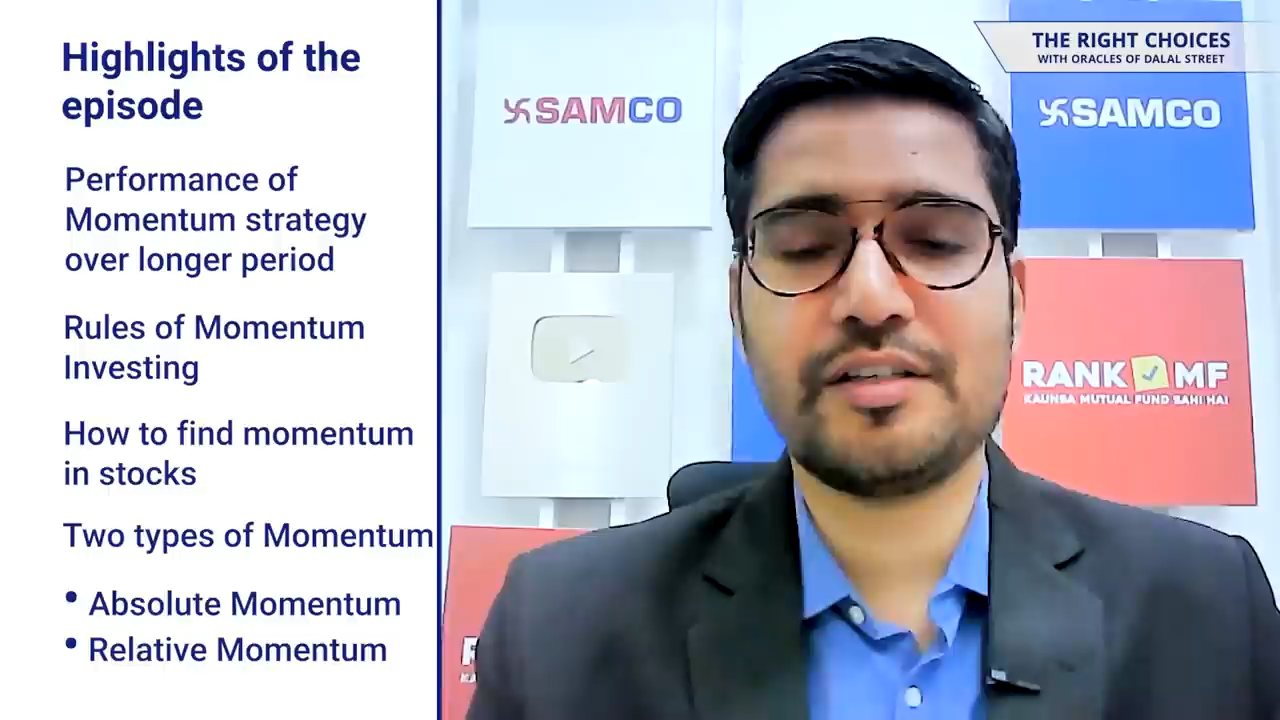 Highlights of the
episode
Performance of
Momentum strategy
over longer period
Rules of Momentum
Investing
How to find momentum
in stocks
Two types of Momentum
• Absolute Momentum
• Relative Momentum
THE RIGHT CHOICES
WITH ORACLES OF DALAL STREET
SAMCO
SAMCO
RANK MF
KAUNSA MUTUAL FUND SAHI HAI